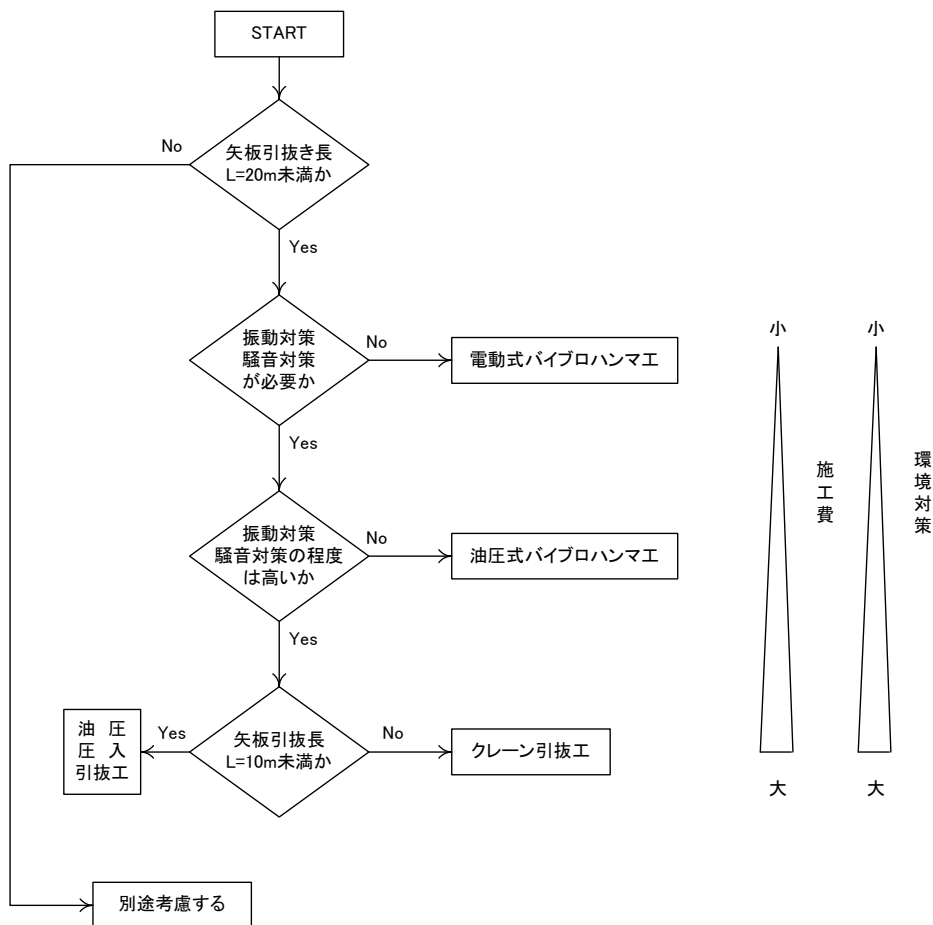 START
No
矢板引抜き長
L=20m未満か
Yes
振動対策
騒音対策
が必要か
No
電動式バイブロハンマ工
Yes
振動対策
騒音対策の程度
は高いか
No
油圧式バイブロハンマ工
Yes
油 圧
圧 入
引抜工
Yes
矢板引抜長
L=10m未満か
No
クレーン引抜工
別途考慮する
小
施工費
大
小
環境対策
大